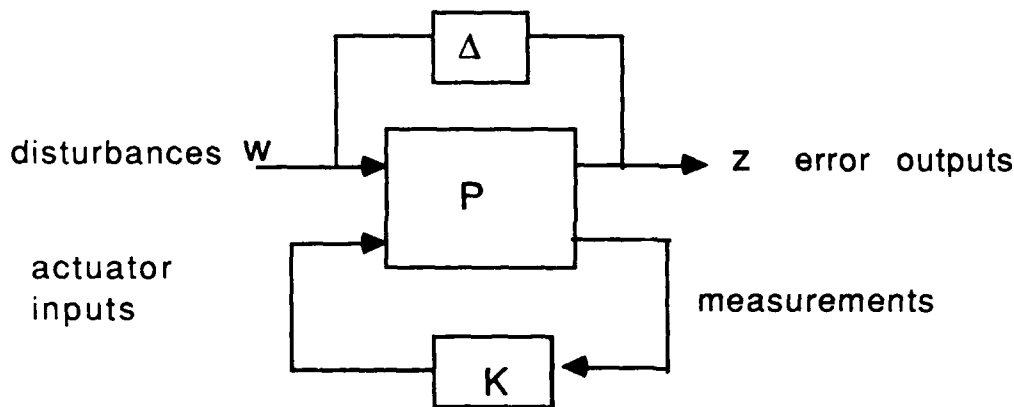 Δ
disturbances w
P
z error outputs
actuator
inputs
measurements
K